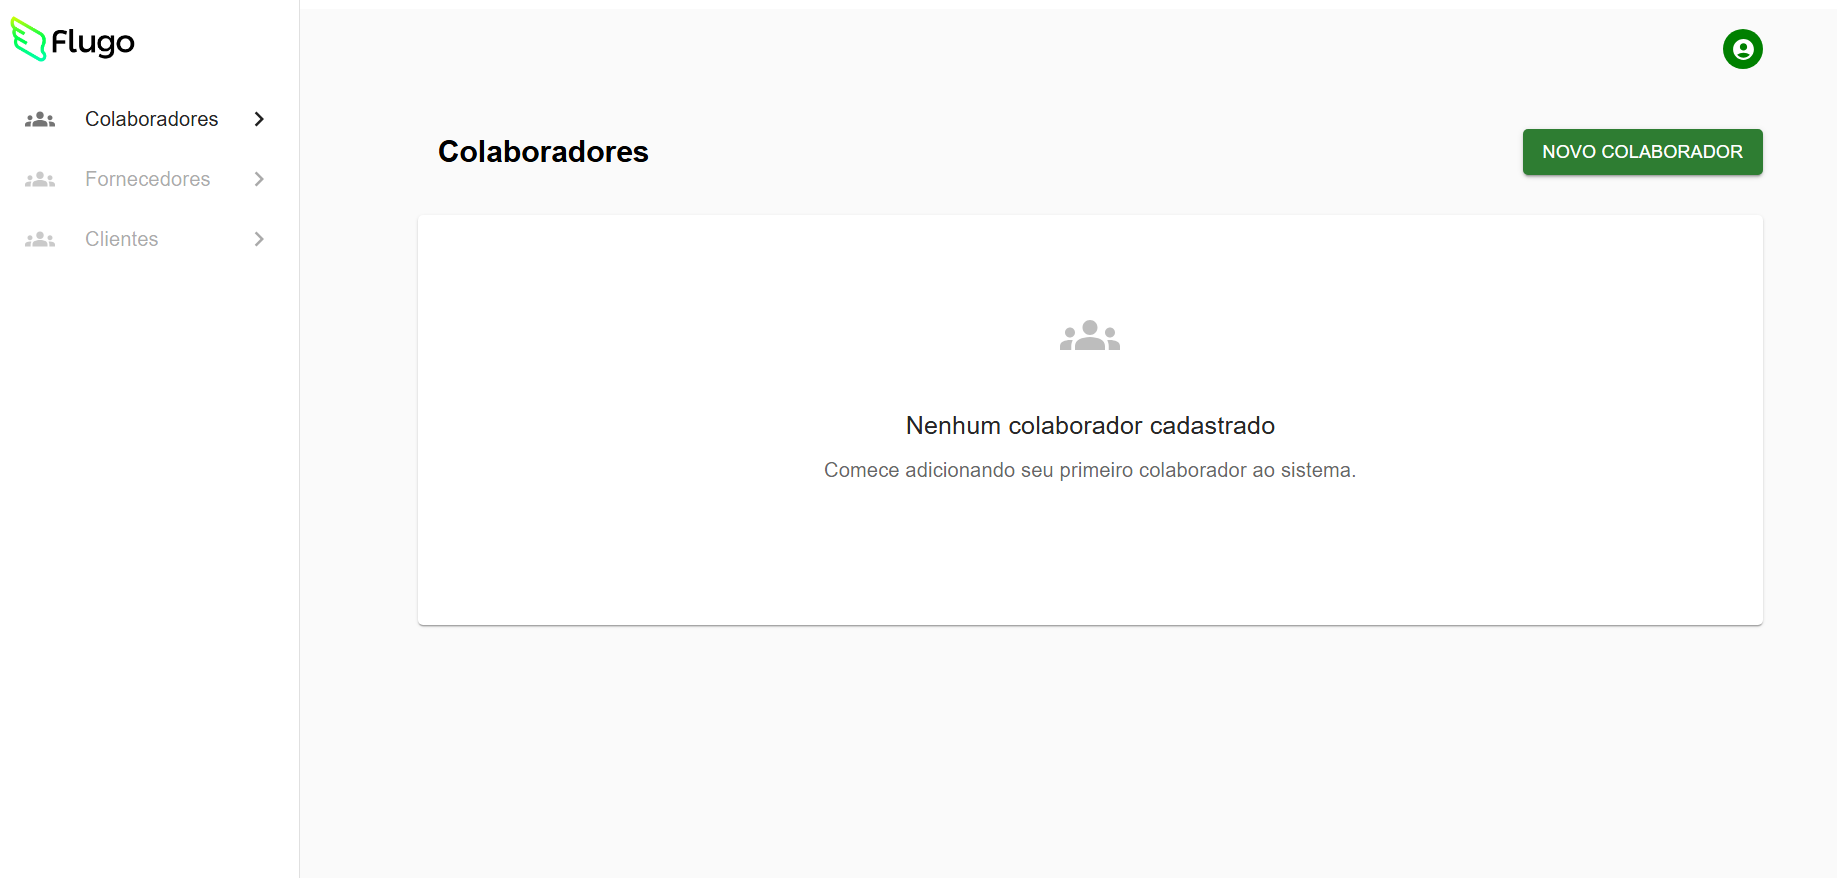 Flugo
Colaboradores
Fornecedores
Clientes
Colaboradores
NOVO COLABORADOR
Nenhum colaborador cadastrado
Comece adicionando seu primeiro colaborador ao sistema.